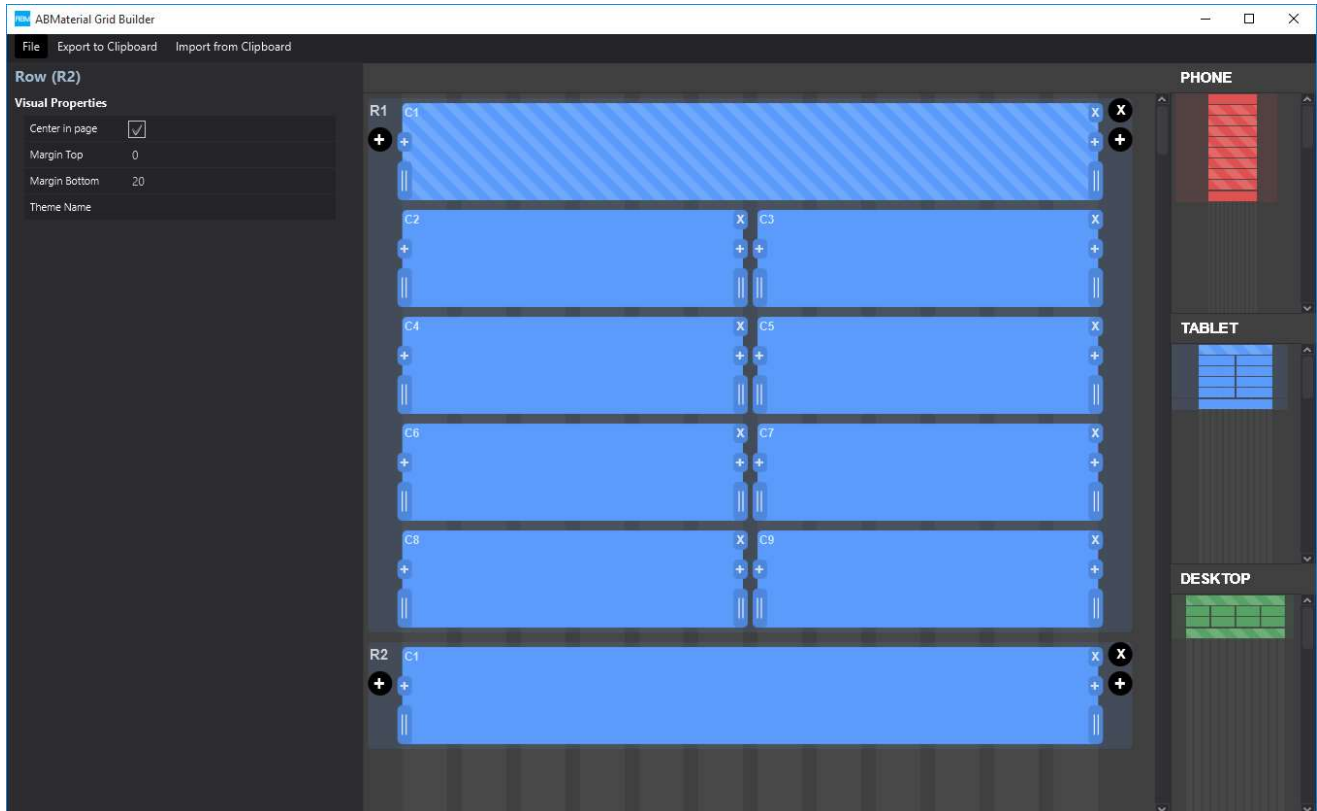 ABMaterial Grid Builder
File Export to Clipboard Import from Clipboard
Row (R2)
Visual Properties
Center in page
Margin Top 0
Margin Bottom 20
Theme Name
R1 C1 X X
+ + + +
C2 X C3 X
+ + + +
C4 X C5 X
+ + + +
C6 X C7 X
+ + + +
C8 X C9 X
+ + + +
R2 C1 X X
+ + + +
PHONE
TABLET
DESKTOP